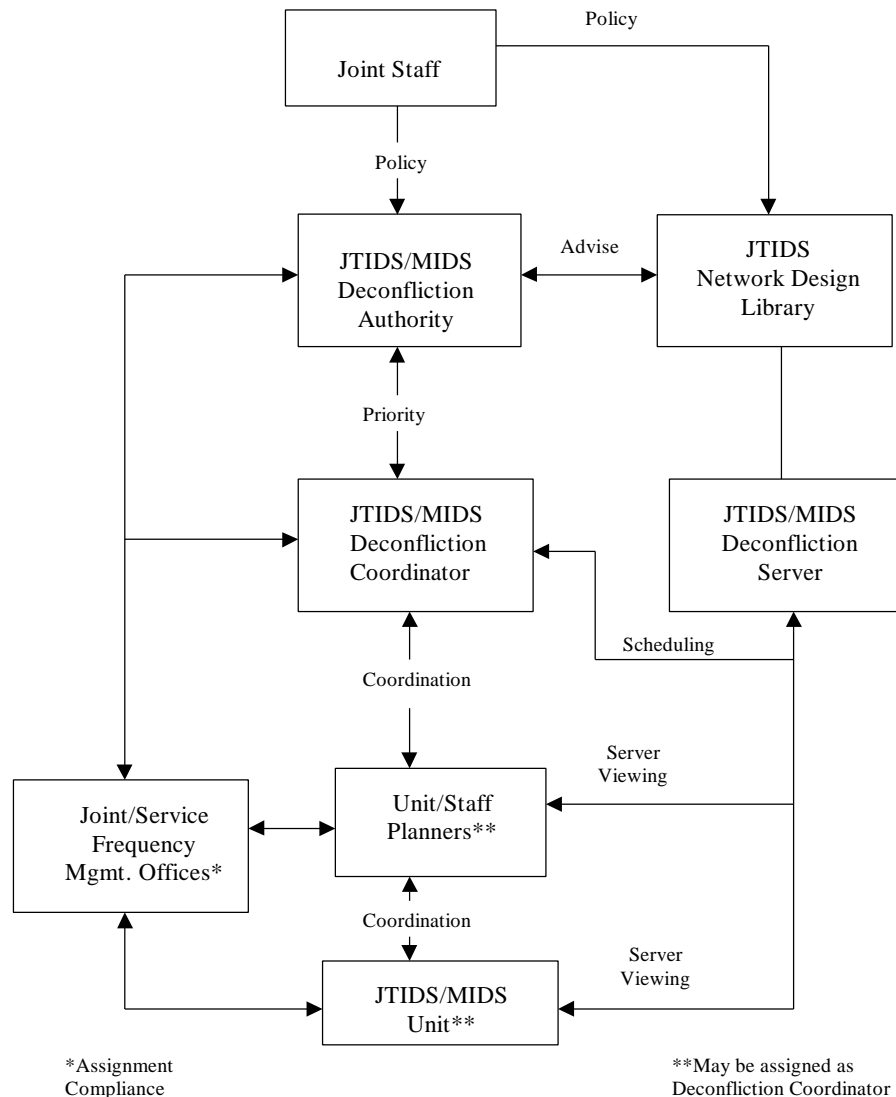 Policy
Joint Staff
Policy
JTIDS/MIDS
Deconfliction
Authority
Advise
JTIDS
Network Design
Library
Priority
JTIDS/MIDS
Deconfliction
Coordinator
JTIDS/MIDS
Deconfliction
Server
Scheduling
Coordination
Server
Viewing
Joint/Service
Frequency
Mgmt. Offices*
Unit/Staff
Planners**
Coordination
Server
Viewing
JTIDS/MIDS
Unit**
*Assignment
Compliance
**May be assigned as
Deconfliction Coordinator